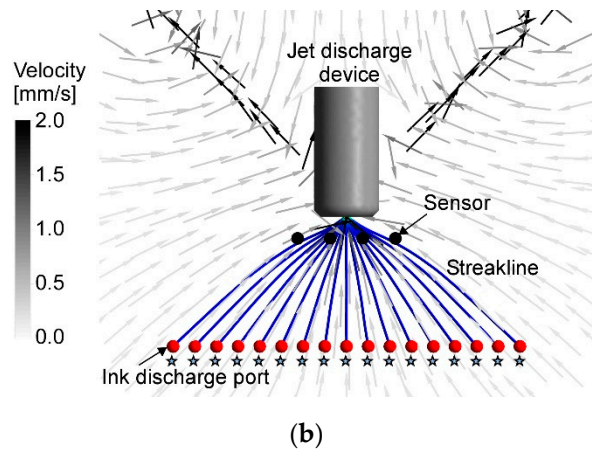 Jet discharge
device
Velocity
[mm/s]
2.0
1.5
1.0
0.5
0.0
Sensor
Streakline
Ink discharge port
(b)